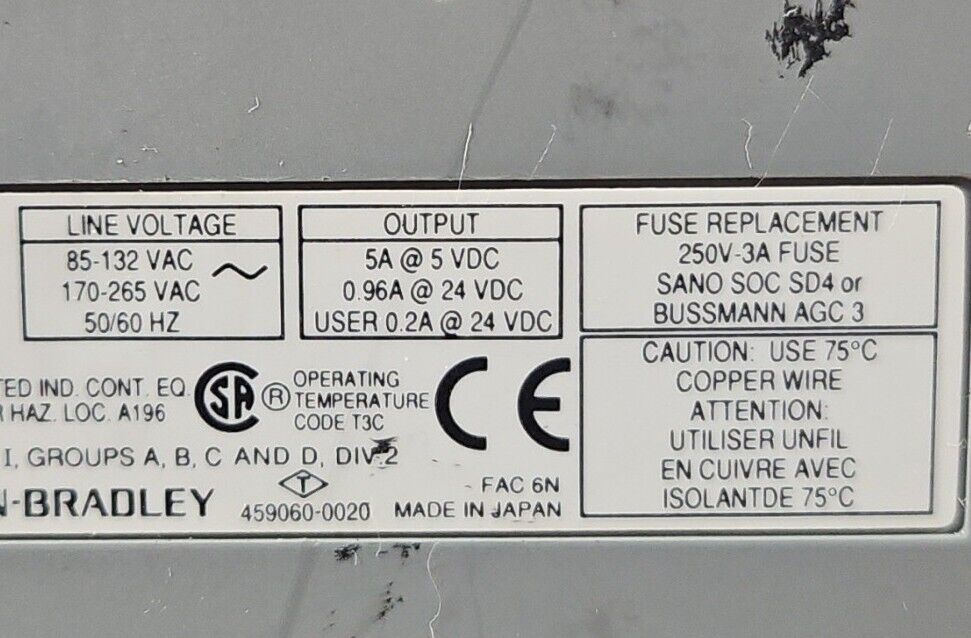 LINE VOLTAGE
85-132 VAC
170-265 VAC
50/60 HZ
OUTPUT
5A @ 5 VDC
0.96A @ 24 VDC
USER 0.2A @ 24 VDC
FUSE REPLACEMENT
250V-3A FUSE
SANO SOC SD4 or
BUSSMANN AGC 3
TED IND. CONT. EQ.
R HAZ. LOC. A196
SA ®
OPERATING
TEMPERATURE
CODE T3C
CE
I, GROUPS A, B, C AND D, DIV 2
N-BRADLEY
T
459060-0020
FAC 6N
MADE IN JAPAN
CAUTION: USE 75°C
COPPER WIRE
ATTENTION:
UTILISER UNFIL
EN CUIVRE AVEC
ISOLANTDE 75°C